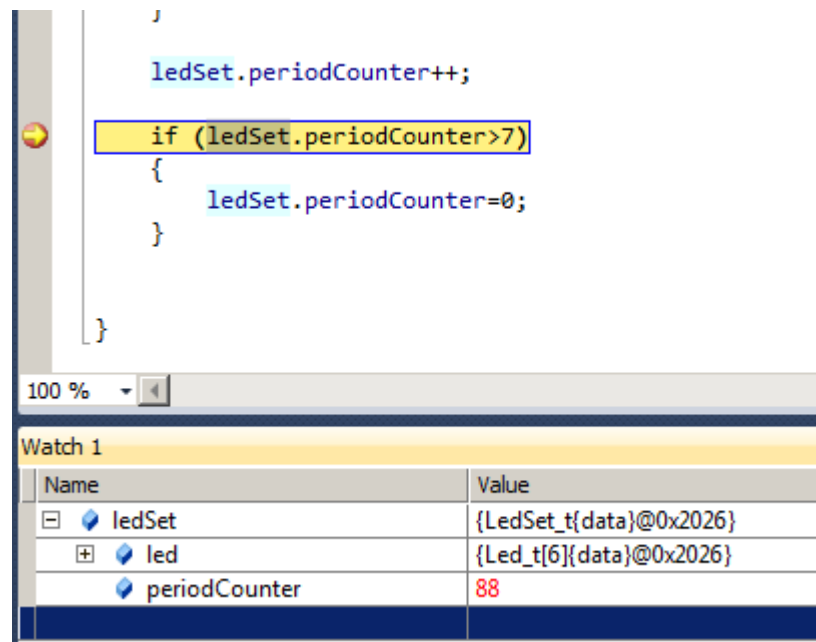 }
ledSet.periodCounter++;
if (ledSet.periodCounter>7)
{
ledSet.periodCounter=0;
}
}
100 %
Watch 1
Name Value
ledSet {LedSet_t{data}@0x2026}
led {Led_t[6]{data}@0x2026}
periodCounter 88